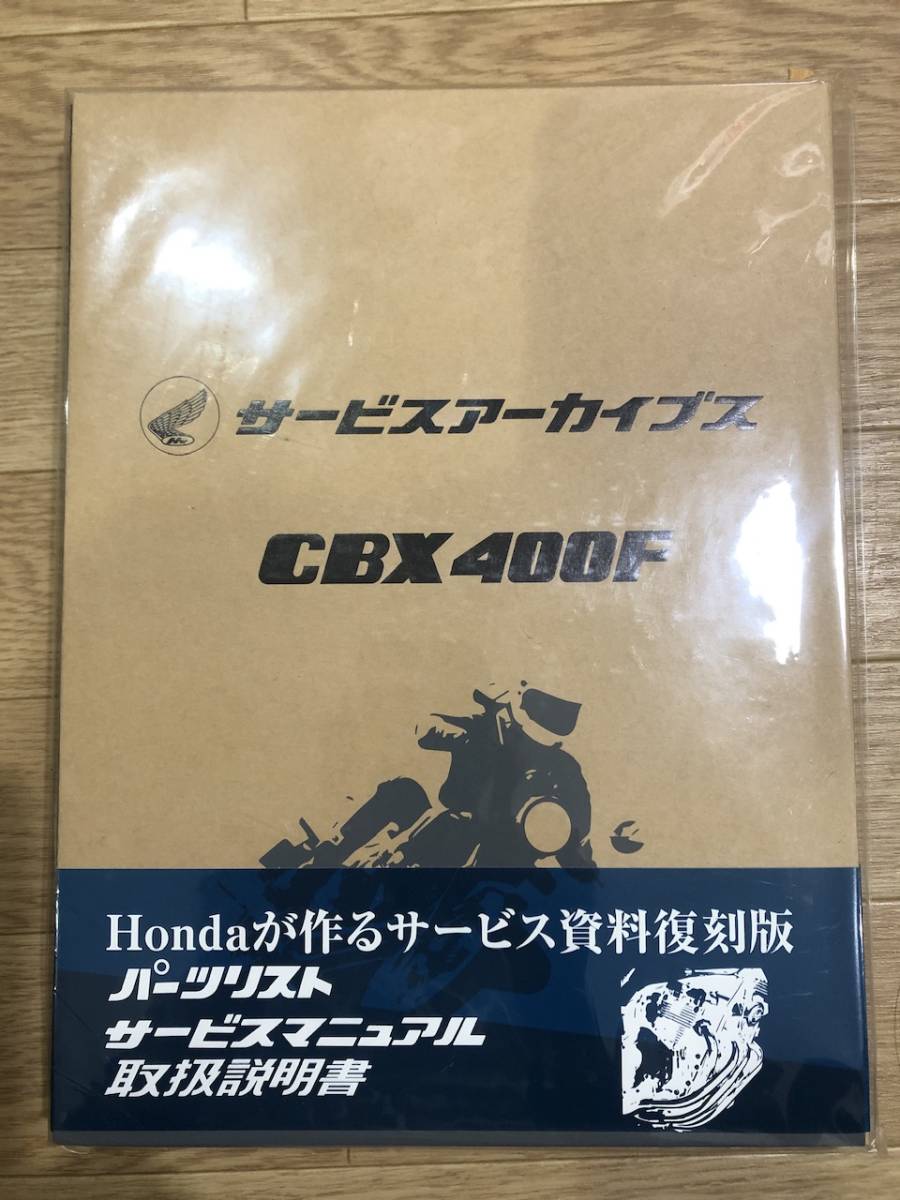 サービスアーカイブス
CBX400F
Hondaが作るサービス資料復刻版
パーツリスト
サービスマニュアル
取扱説明書